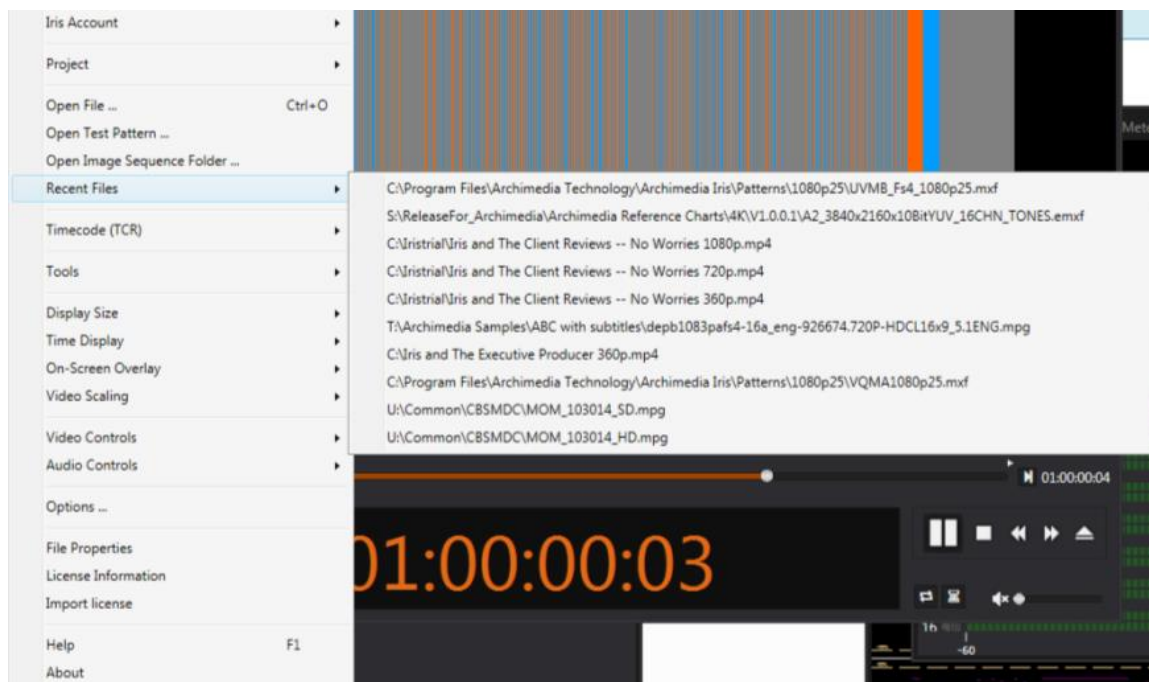 Iris Account
Project
Open File ... Ctrl+O
Open Test Pattern ...
Open Image Sequence Folder ...
Recent Files
Timecode (TCR)
Tools
Display Size
Time Display
On-Screen Overlay
Video Scaling
Video Controls
Audio Controls
Options ...
File Properties
License Information
Import license
Help F1
About
C:\Program Files\Archimedia Technology\Archimedia Iris\Patterns\1080p25\UVMB_Fs4_1080p25.mxf
S:\ReleaseFor_Archimedia\Archimedia Reference Charts\4K\V1.0.0.1\A2_3840x2160x10BitYUV_16CHN_TONES.emxf
C:\Iristrial\Iris and The Client Reviews -- No Worries 1080p.mp4
C:\Iristrial\Iris and The Client Reviews -- No Worries 720p.mp4
C:\Iristrial\Iris and The Client Reviews -- No Worries 360p.mp4
T:\Archimedia Samples\ABC with subtitles\depb1083pafs4-16a_eng-926674.720P-HDCL16x9_5.1ENG.mpg
C:\Iris and The Executive Producer 360p.mp4
C:\Program Files\Archimedia Technology\Archimedia Iris\Patterns\1080p25\VQMA1080p25.mxf
U:\Common\CBSMDC\MOM_103014_SD.mpg
U:\Common\CBSMDC\MOM_103014_HD.mpg
01:00:00:04
01:00:00:03
16
-60